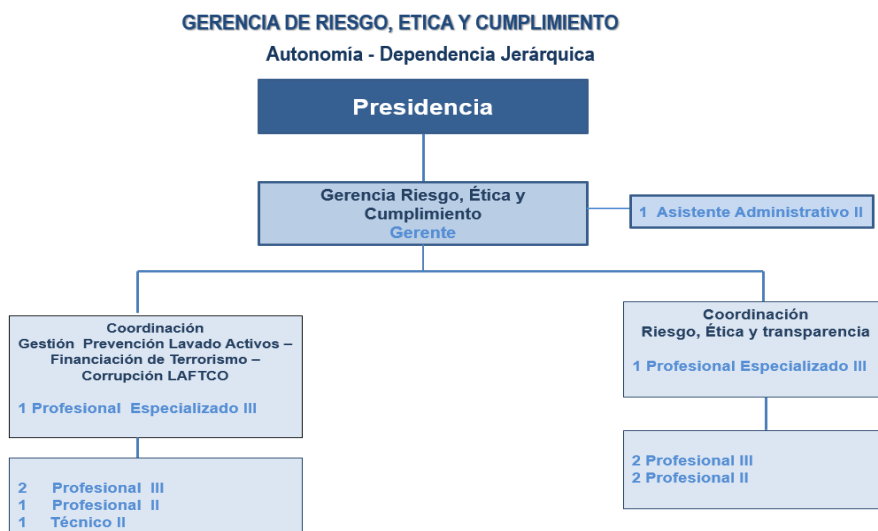 GERENCIA DE RIESGO, ETICA Y CUMPLIMIENTO
Autonomía - Dependencia Jerárquica
Presidencia
Gerencia Riesgo, Ética y
Cumplimiento
Gerente
1 Asistente Administrativo II
Coordinación
Gestión Prevención Lavado Activos –
Financiación de Terrorismo –
Corrupción LAFTCO
1 Profesional Especializado III
2 Profesional III
1 Profesional II
1 Técnico II
Coordinación
Riesgo, Ética y transparencia
1 Profesional Especializado III
2 Profesional III
2 Profesional II